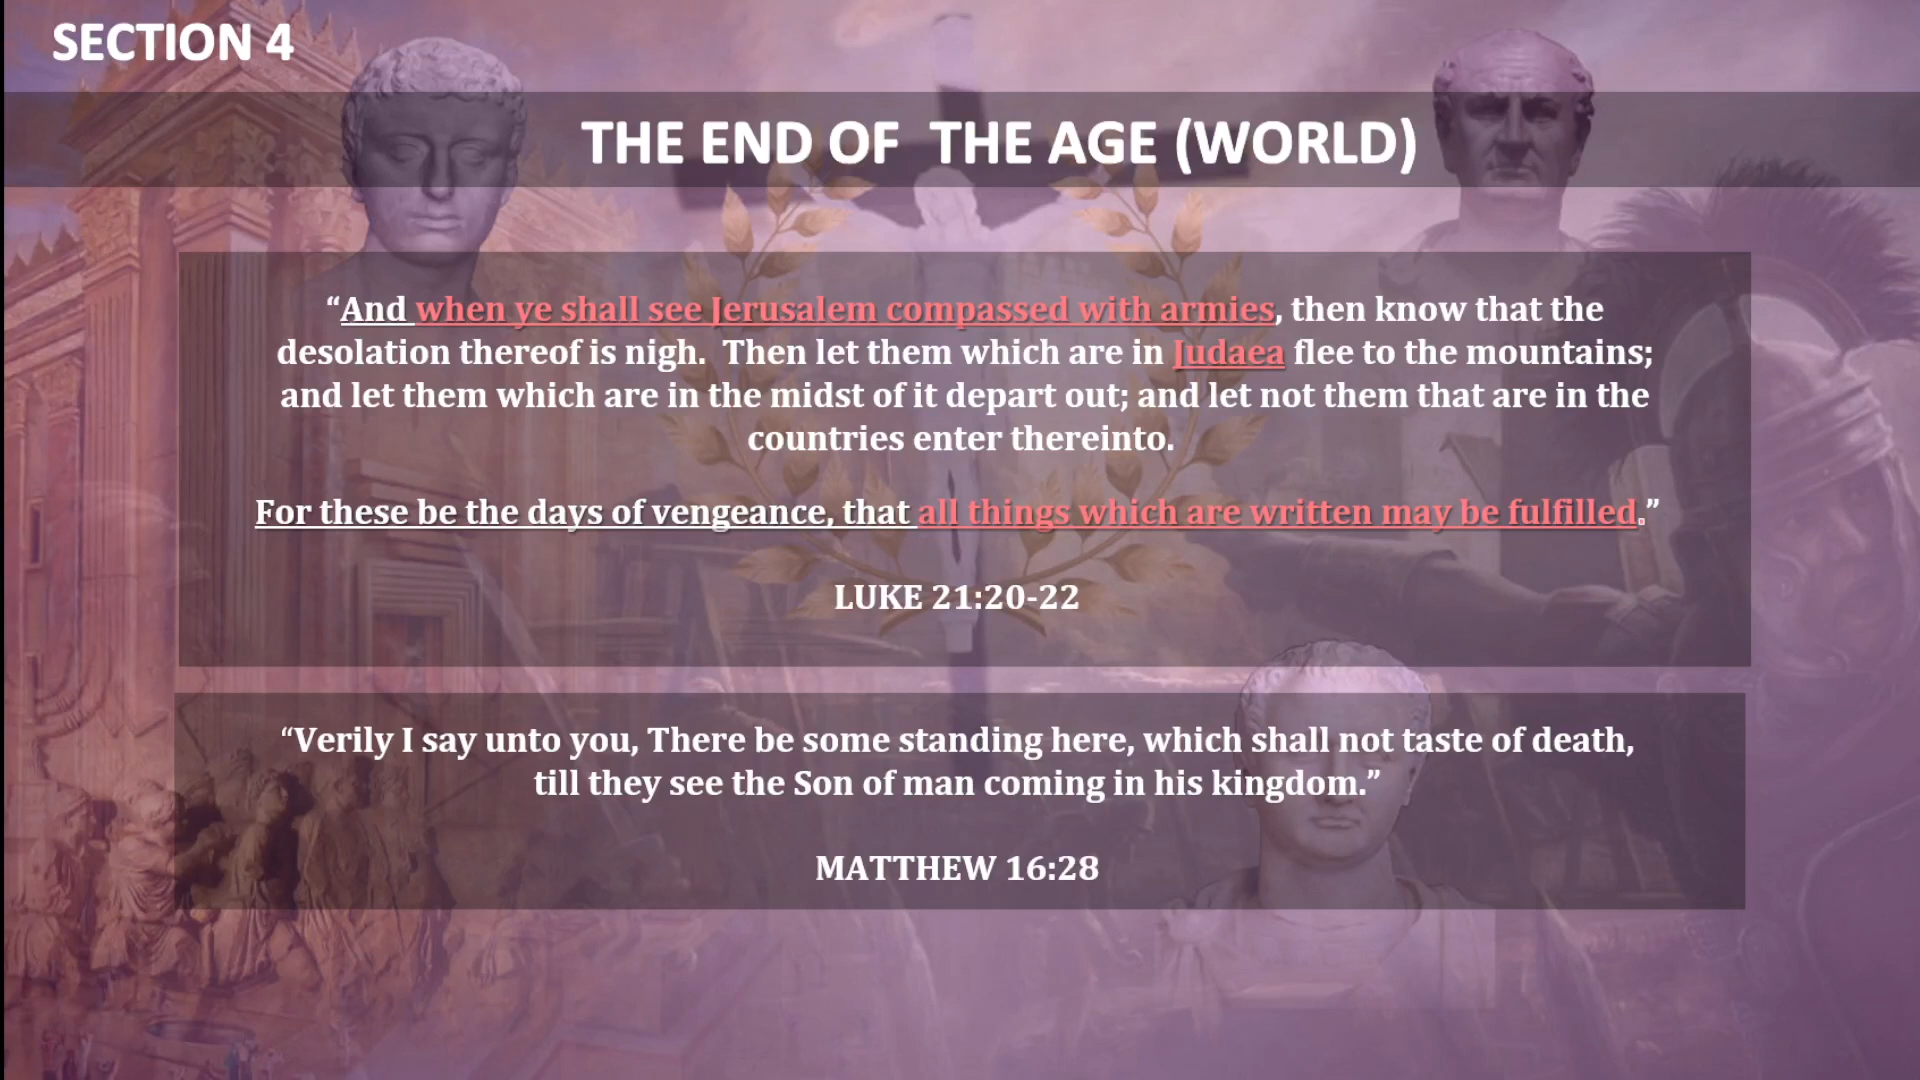 SECTION 4
THE END OF  THE AGE (WORLD)
“And when ye shall see Jerusalem compassed with armies, then know that the
desolation thereof is nigh.  Then let them which are in Judaea flee to the mountains;
and let them which are in the midst of it depart out; and let not them that are in the
countries enter thereinto.
For these be the days of vengeance, that all things which are written may be fulfilled.”
LUKE 21:20-22
“Verily I say unto you, There be some standing here, which shall not taste of death,
till they see the Son of man coming in his kingdom.”
MATTHEW 16:28